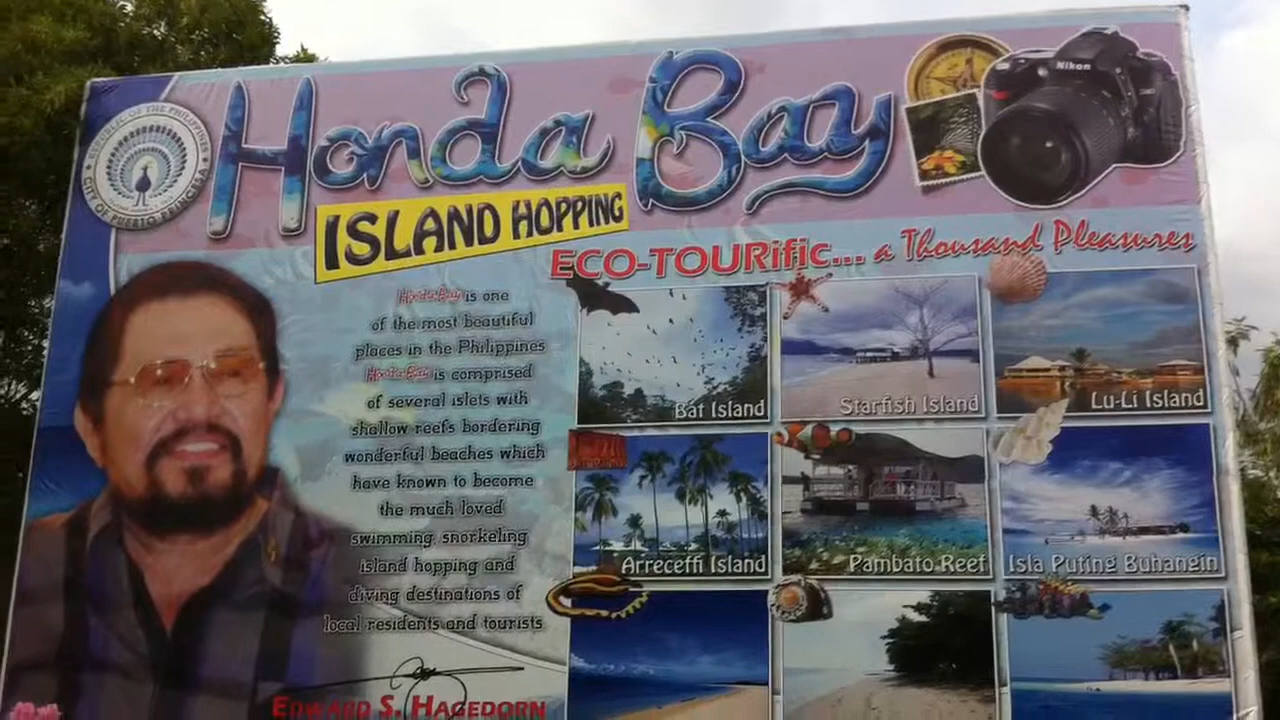 Honda Bay
REPUBLIC OF THE PHILIPPINES
CITY OF PUERTO PRINCESA
Nikon
ISLAND HOPPING
ECO-TOURific... a Thousand Pleasures
Honda Bay is one
of the most beautiful
places in the Philippines
Honda Bay is comprised
of several islets with
shallow reefs bordering
wonderful beaches which
have known to become
the much loved
swimming, snorkeling
island hopping and
diving destinations of
local residents and tourists
EDWARD S. HAGEDORN
Bat Island
Starfish Island
Lu-Li Island
Arreceffi Island
Pambato Reef
Isla Puting Buhangin